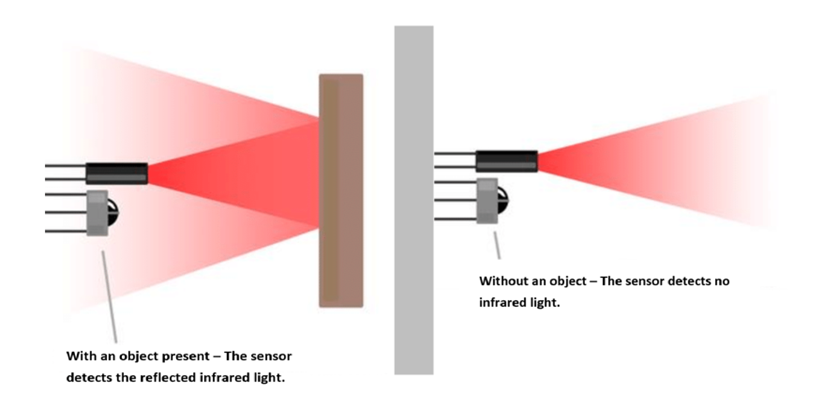 With an object present – The sensor
detects the reflected infrared light.
Without an object – The sensor detects no
infrared light.